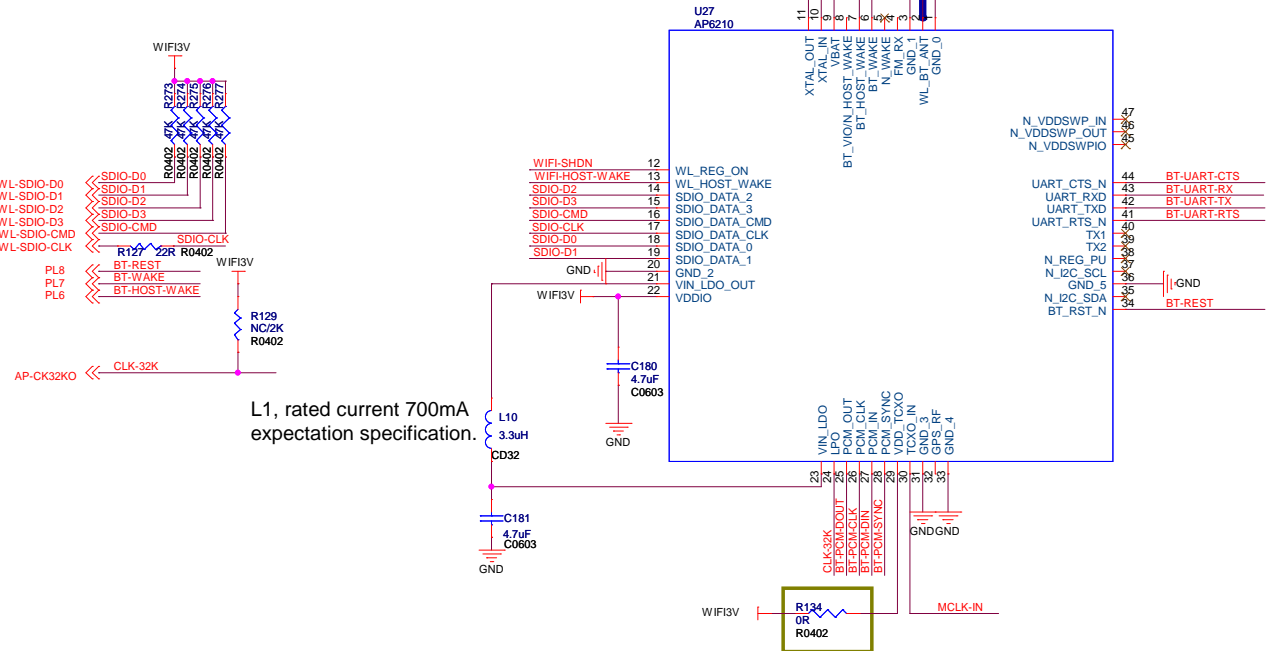 U27
AP6210
11
10
9
8
7
6
5
4
3
2
1
XTAL_OUT
XTAL_IN
VBAT
BT_VIO/N_HOST_WAKE
BT_HOST_WAKE
BT_WAKE
N_WAKE
FM_RX
GND_1
WL_BT_ANT
GND_0
WIFI3V
R273
R274
R275
R276
R277
47K
47K
47K
47K
47K
R0402
R0402
R0402
R0402
R0402
WL-SDIO-D0 SDIO-D0
WL-SDIO-D1 SDIO-D1
WL-SDIO-D2 SDIO-D2
WL-SDIO-D3 SDIO-D3
WL-SDIO-CMD SDIO-CMD
WL-SDIO-CLK SDIO-CLK
R127 22R R0402
PL8 BT-REST
PL7 BT-WAKE
PL6 BT-HOST-WAKE
WIFI3V
R129
NC/2K
R0402
AP-CK32KO CLK-32K
WIFI-SHDN 12 WL_REG_ON
WIFI-HOST-WAKE 13 WL_HOST_WAKE
SDIO-D2 14 SDIO_DATA_2
SDIO-D3 15 SDIO_DATA_3
SDIO-CMD 16 SDIO_DATA_CMD
SDIO-CLK 17 SDIO_DATA_CLK
SDIO-D0 18 SDIO_DATA_0
SDIO-D1 19 SDIO_DATA_1
GND 20 GND_2
21 VIN_LDO_OUT
WIFI3V 22 VDDIO
N_VDDSWP_IN 47
N_VDDSWP_OUT 46
N_VDDSWPIO 45
UART_CTS_N 44 BT-UART-CTS
UART_RXD 43 BT-UART-RX
UART_TXD 42 BT-UART-TX
UART_RTS_N 41 BT-UART-RTS
TX1 40
TX2 39
N_REG_PU 38
N_I2C_SCL 37
GND_5 36 GND
N_I2C_SDA 35
BT_RST_N 34 BT-REST
C180
4.7uF
C0603
GND
L1, rated current 700mA
expectation specification.
L10
3.3uH
CD32
C181
4.7uF
C0603
GND
VIN_LDO
LPO
PCM_OUT
PCM_CLK
PCM_IN
PCM_SYNC
VDD_TCXO
TCXO_IN
GND_3
GPS_RF
GND_4
23
24
25
26
27
28
29
30
31
32
33
CLK-32K
BT-PCM-DOUT
BT-PCM-CLK
BT-PCM-DIN
BT-PCM-SYNC
GND GND
WIFI3V
R134
0R
R0402
MCLK-IN